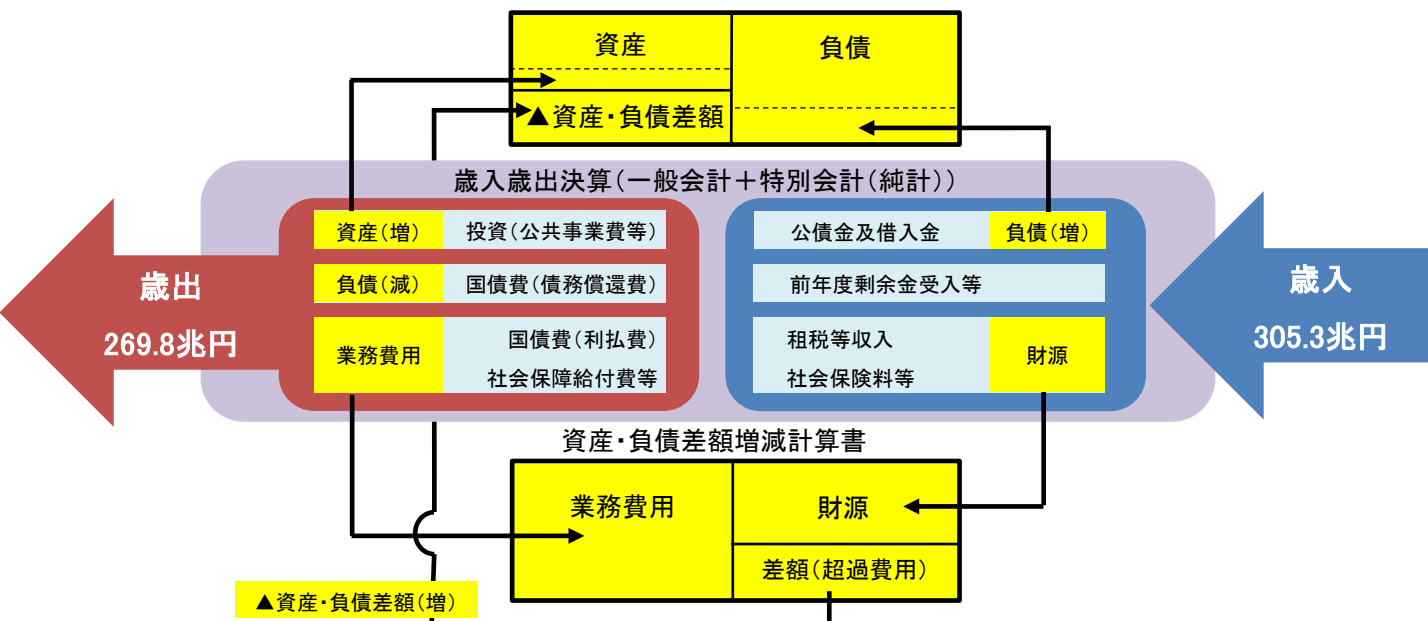 資産
負債
▲資産・負債差額
歳入歳出決算(一般会計+特別会計(純計))
歳出
269.8兆円
資産(増)
投資(公共事業費等)
負債(減)
国債費(債務償還費)
業務費用
国債費(利払費)
社会保障給付費等
公債金及借入金
負債(増)
前年度剰余金受入等
租税等収入
社会保険料等
財源
歳入
305.3兆円
資産・負債差額増減計算書
業務費用
財源
差額(超過費用)
▲資産・負債差額(増)